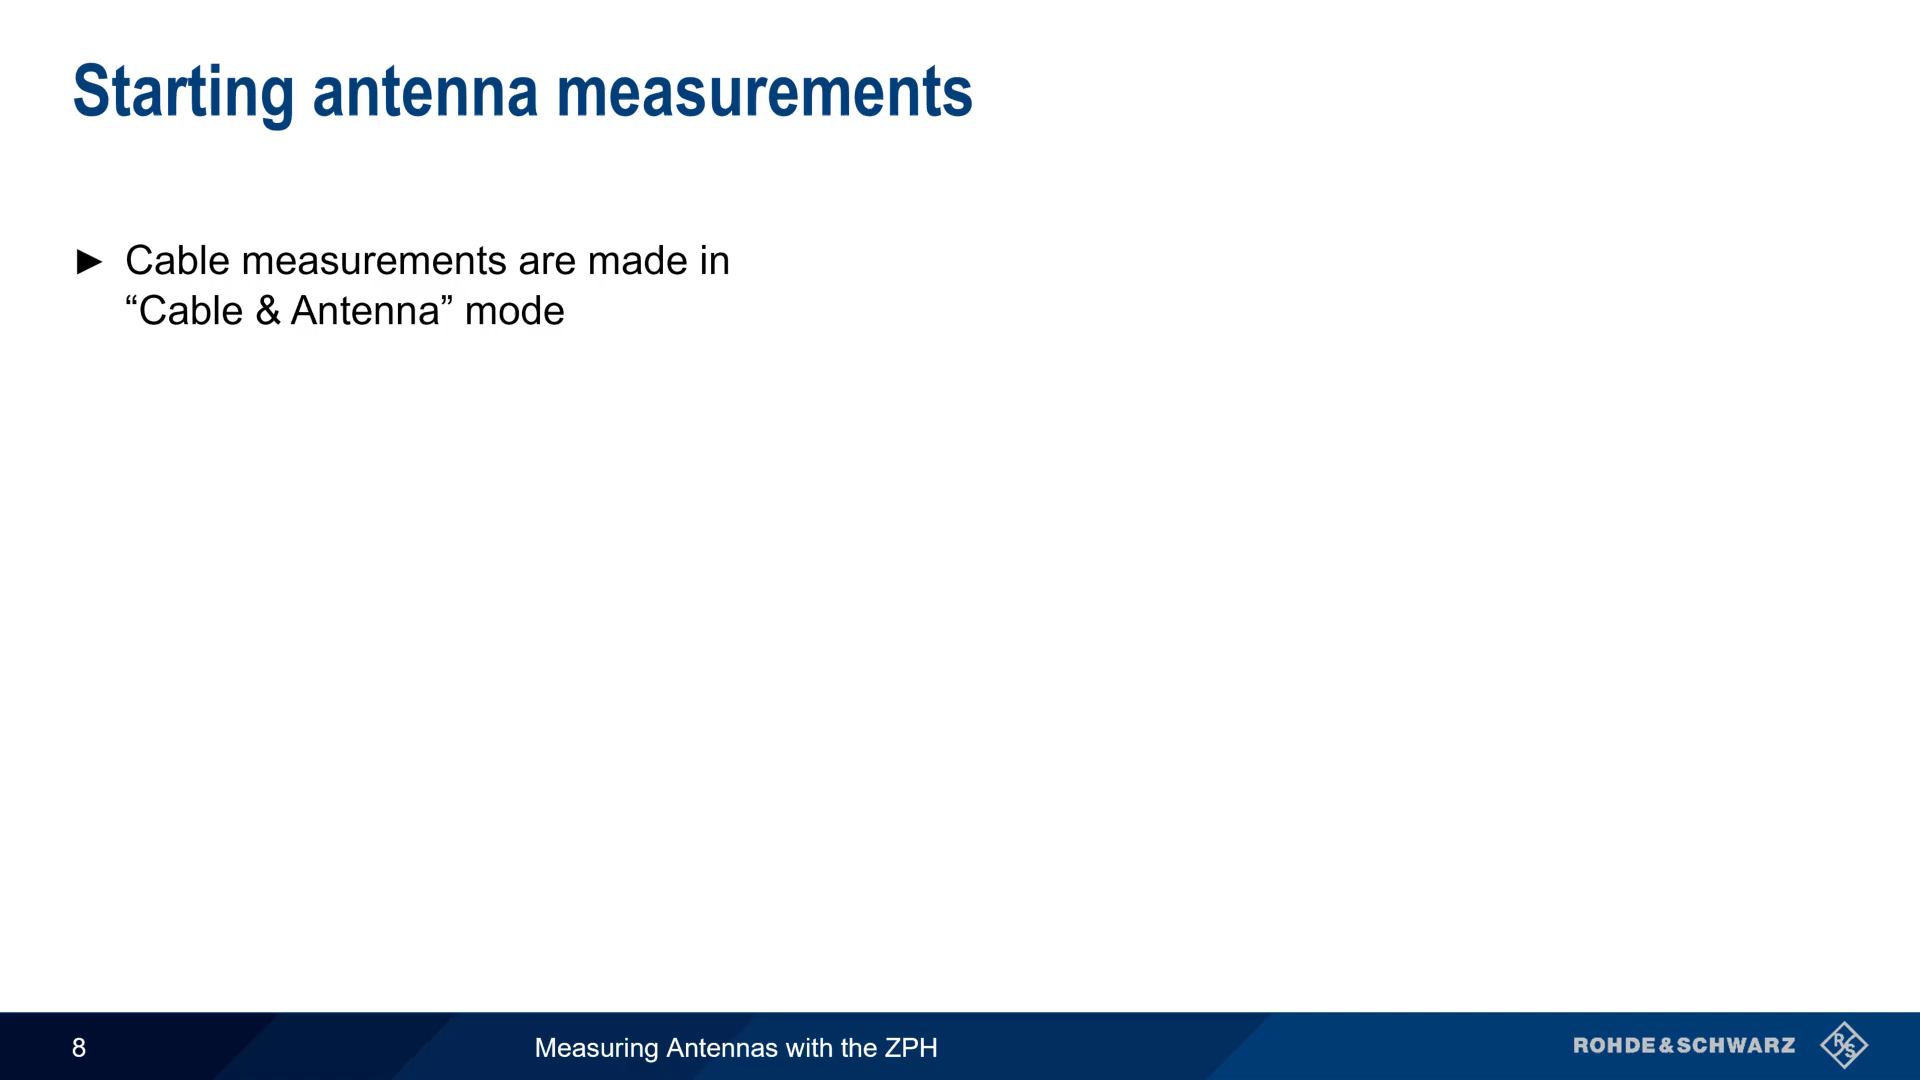 Starting antenna measurements
► Cable measurements are made in
“Cable & Antenna” mode
8
Measuring Antennas with the ZPH
ROHDE&SCHWARZ
R&S